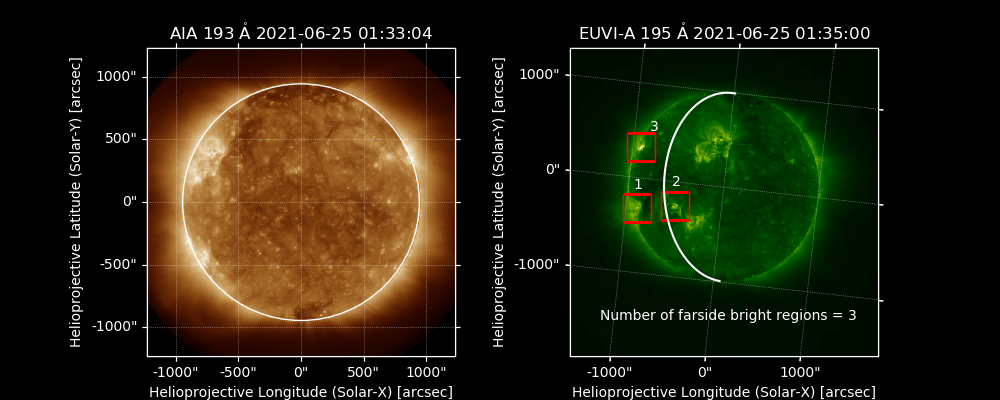 AIA 193 Å 2021-06-25 01:33:04
Helioprojective Latitude (Solar-Y) [arcsec]
1000"
500"
0"
-500"
-1000"
-1000"
-500"
0"
500"
1000"
Helioprojective Longitude (Solar-X) [arcsec]
EUVI-A 195 Å 2021-06-25 01:35:00
Helioprojective Latitude (Solar-Y) [arcsec]
1000"
0"
-1000"
3
1
2
Number of farside bright regions = 3
-1000"
0"
1000"
Helioprojective Longitude (Solar-X) [arcsec]